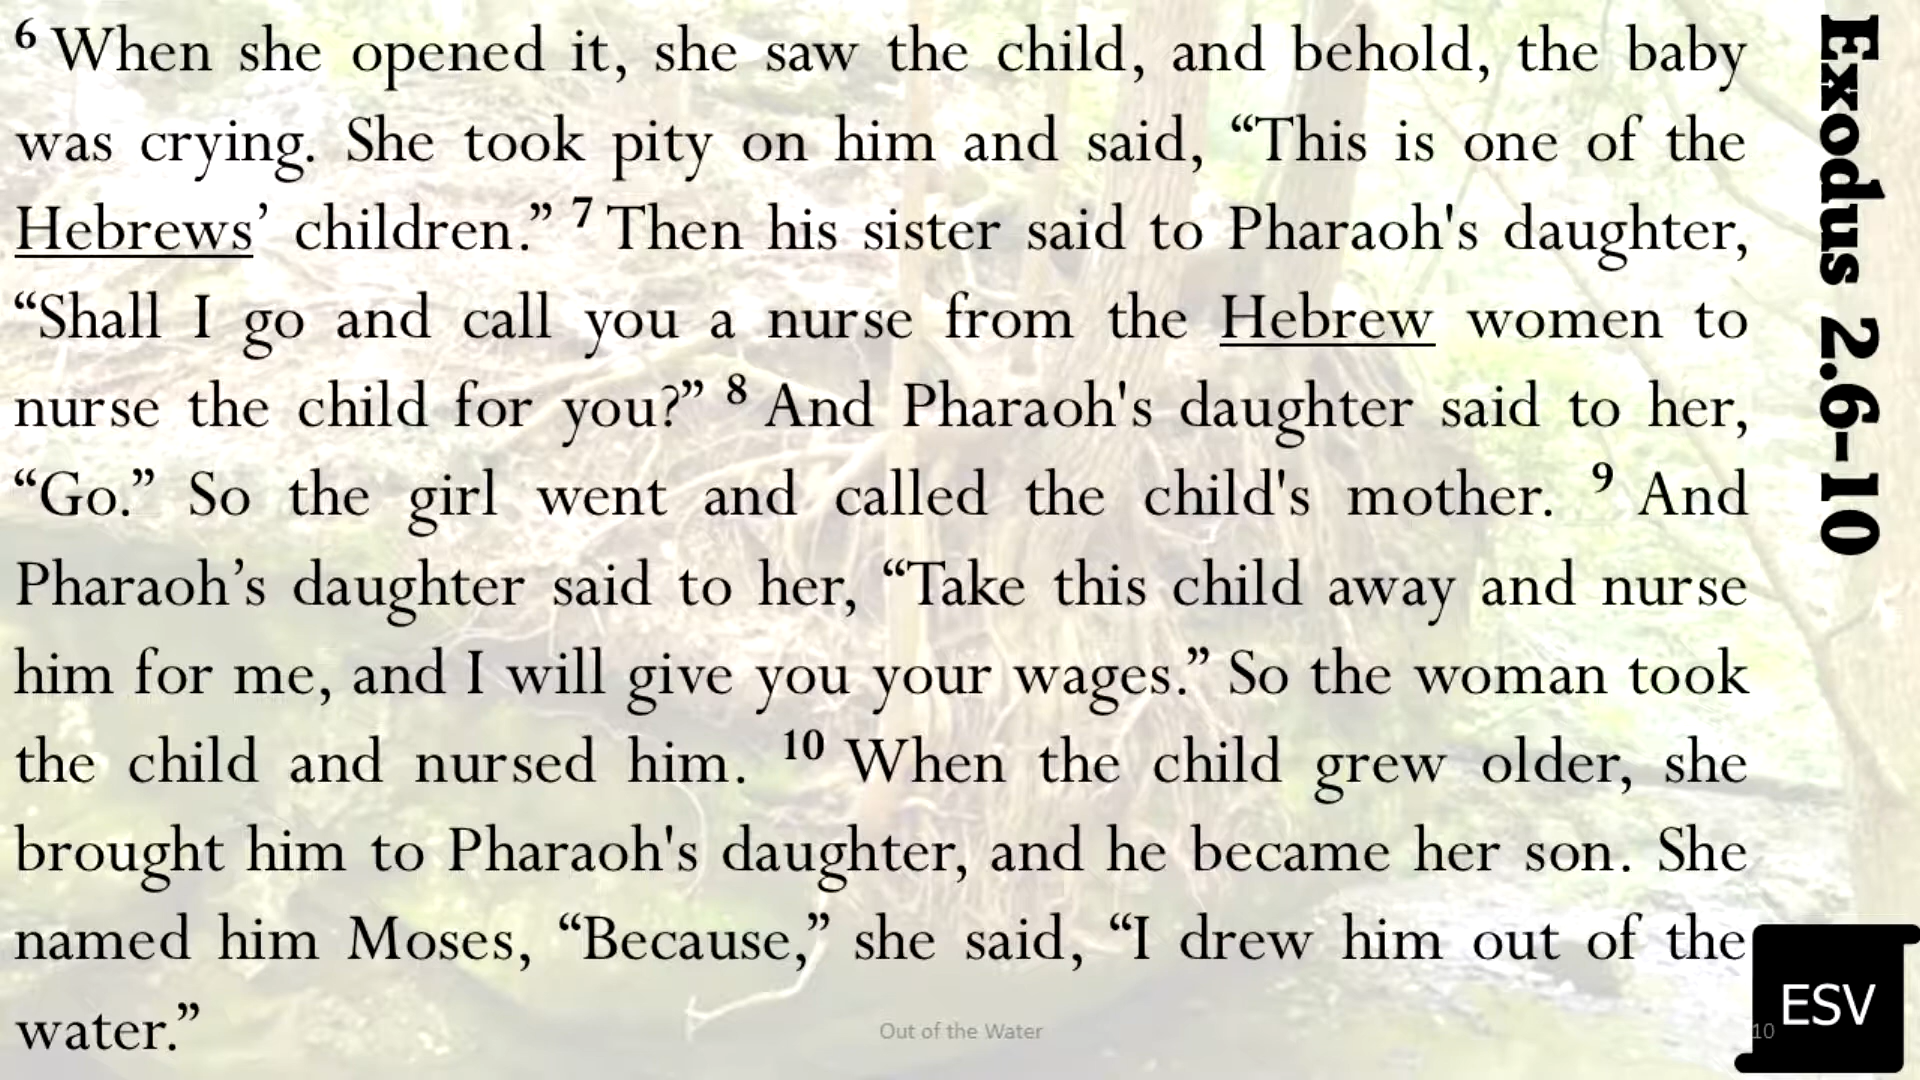 6 When she opened it, she saw the child, and behold, the baby
was crying. She took pity on him and said, “This is one of the
Hebrews’ children.” 7 Then his sister said to Pharaoh's daughter,
“Shall I go and call you a nurse from the Hebrew women to
nurse the child for you?” 8 And Pharaoh's daughter said to her,
“Go.” So the girl went and called the child's mother. 9 And
Pharaoh’s daughter said to her, “Take this child away and nurse
him for me, and I will give you your wages.” So the woman took
the child and nursed him. 10 When the child grew older, she
brought him to Pharaoh's daughter, and he became her son. She
named him Moses, “Because,” she said, “I drew him out of the
water.”
Exodus 2.6-10
Out of the Water
10
ESV